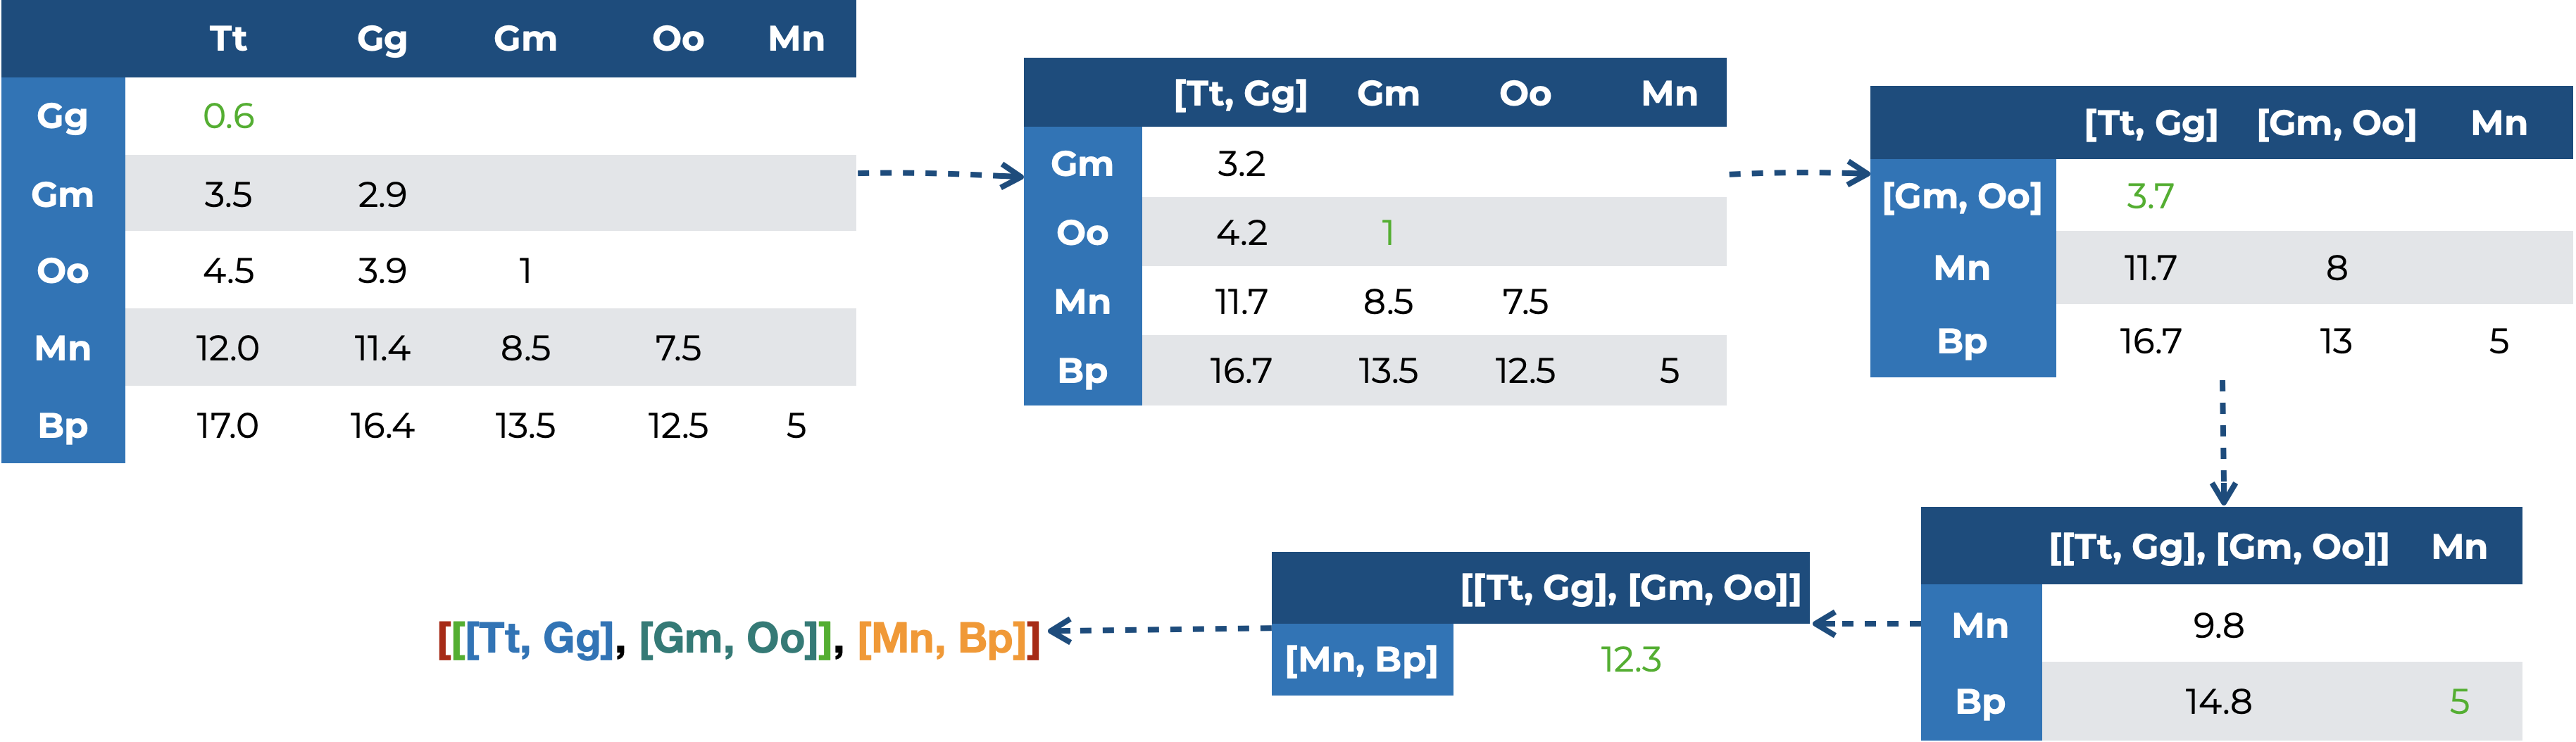 Tt Gg Gm Oo Mn
Gg 0.6
Gm 3.5 2.9
Oo 4.5 3.9 1
Mn 12.0 11.4 8.5 7.5
Bp 17.0 16.4 13.5 12.5 5
[Tt, Gg] Gm Oo Mn
Gm 3.2
Oo 4.2 1
Mn 11.7 8.5 7.5
Bp 16.7 13.5 12.5 5
[Tt, Gg] [Gm, Oo] Mn
[Gm, Oo] 3.7
Mn 11.7 8
Bp 16.7 13 5
[[Tt, Gg], [Gm, Oo]] Mn
Mn 9.8
Bp 14.8 5
[[Tt, Gg], [Gm, Oo]]
[Mn, Bp] 12.3
[[[Tt, Gg], [Gm, Oo]], [Mn, Bp]]